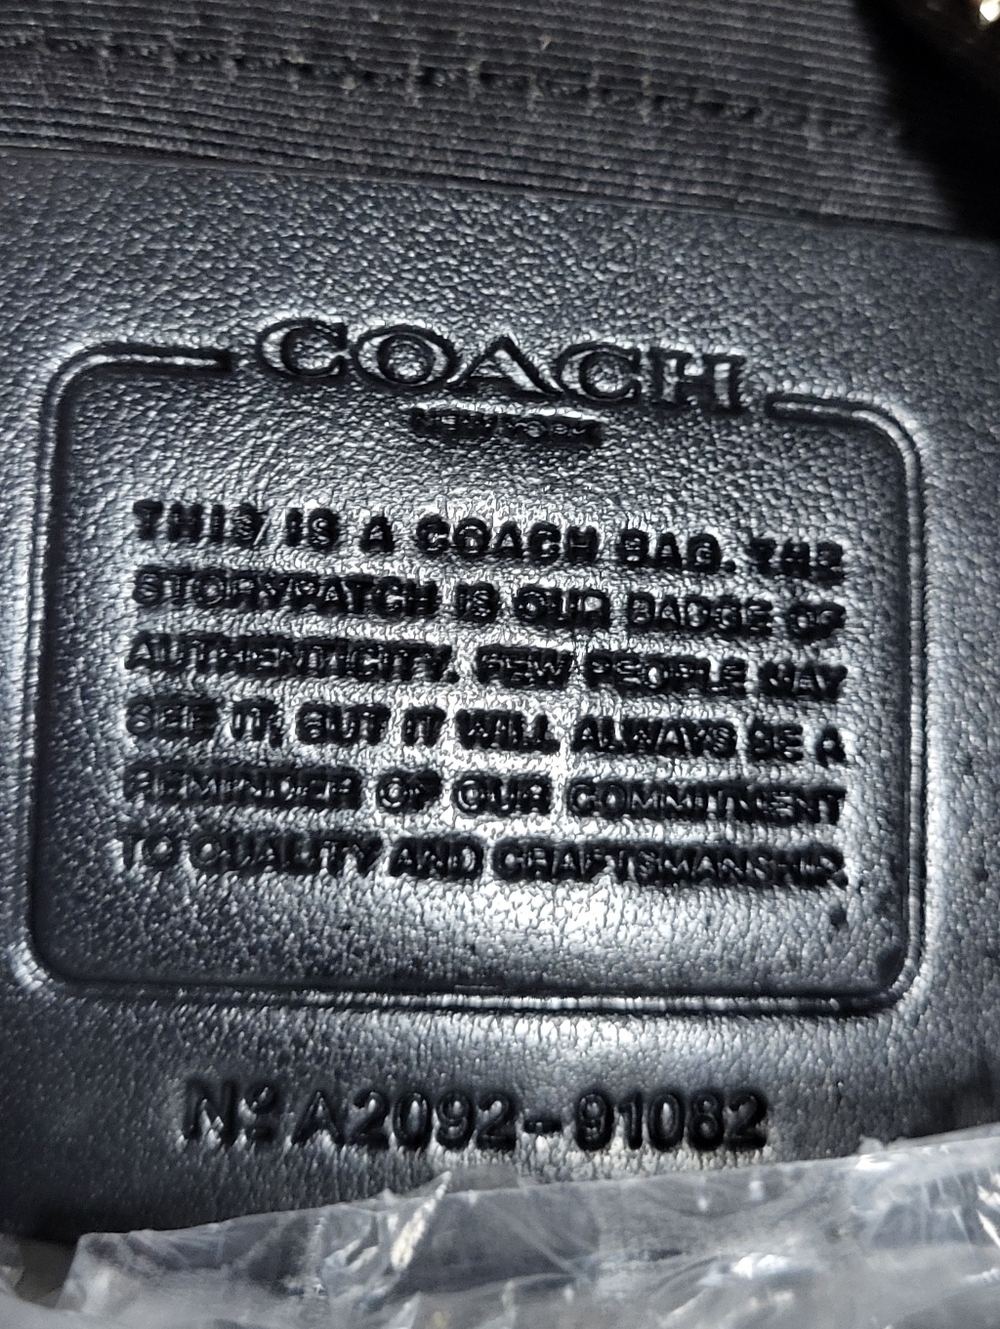 COACH
NEW YORK
THIS IS A COACH BAG. THE
STORYPATCH IS OUR BADGE OF
AUTHENTICITY. FEW PEOPLE MAY
SEE IT, BUT IT WILL ALWAYS BE A
REMINDER OF OUR COMMITMENT
TO QUALITY AND CRAFTSMANSHIP.
Nº A2092-91082